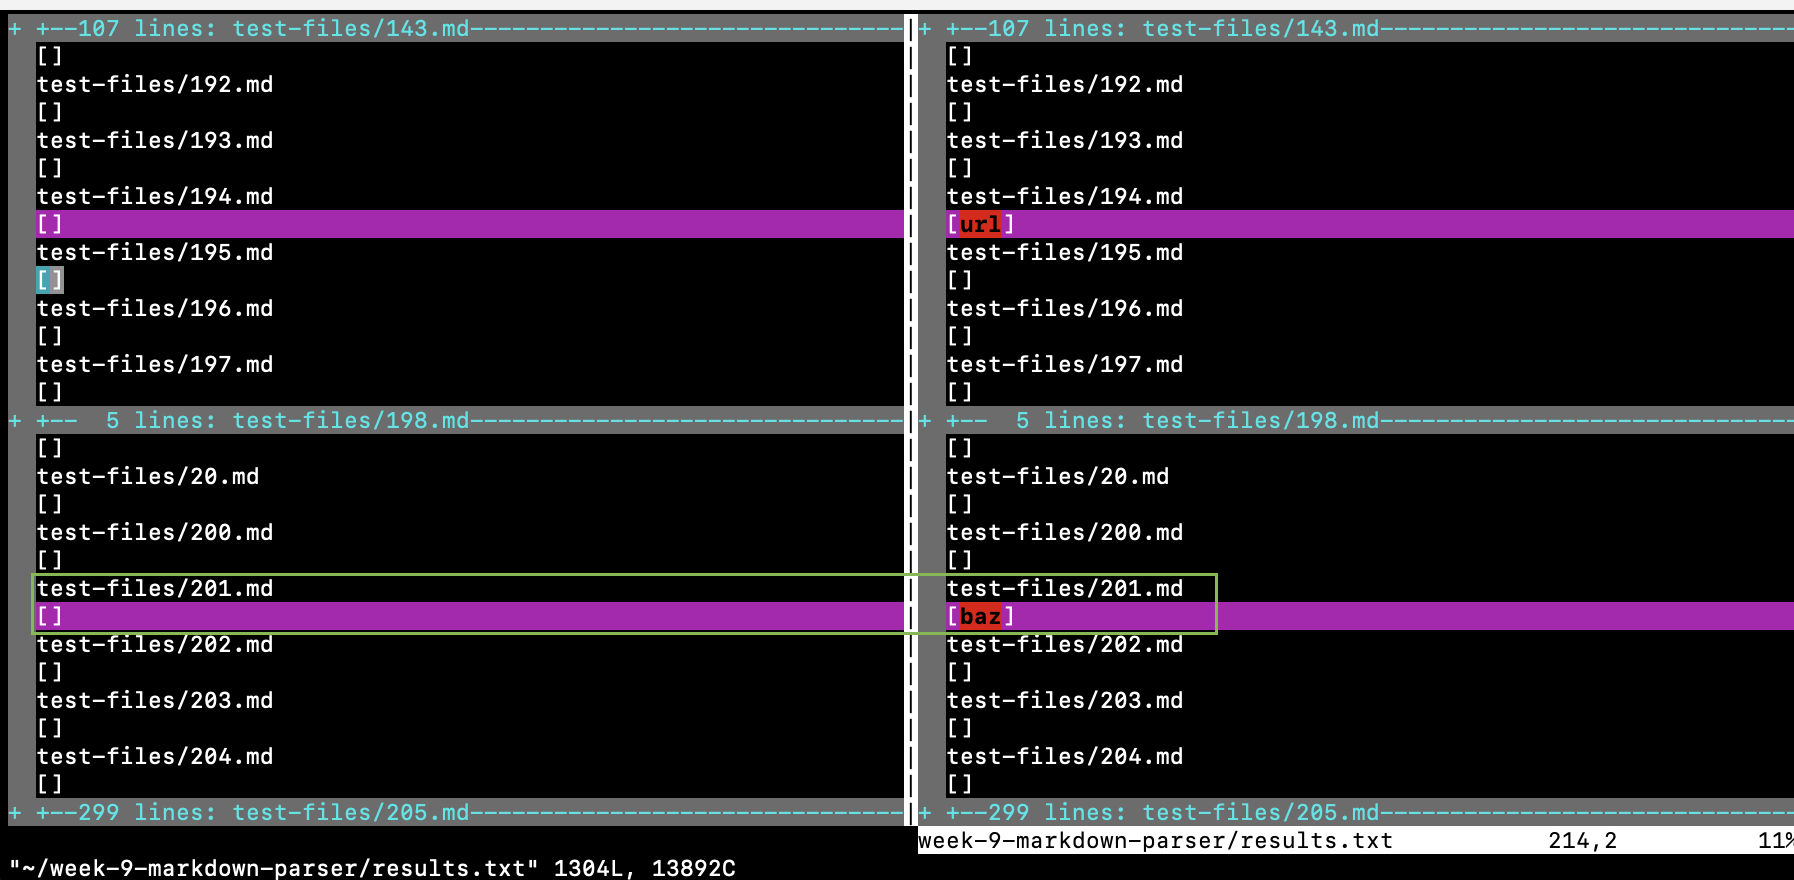 + +--107 lines: test-files/143.md-------------------------------
[]
test-files/192.md
[]
test-files/193.md
[]
test-files/194.md
[]
test-files/195.md
[]
test-files/196.md
[]
test-files/197.md
[]
+ +--  5 lines: test-files/198.md-------------------------------
[]
test-files/20.md
[]
test-files/200.md
[]
test-files/201.md
[]
test-files/202.md
[]
test-files/203.md
[]
test-files/204.md
[]
+ +--299 lines: test-files/205.md-------------------------------
+ +--107 lines: test-files/143.md------------------------------
[]
test-files/192.md
[]
test-files/193.md
[]
test-files/194.md
[url]
test-files/195.md
[]
test-files/196.md
[]
test-files/197.md
[]
+ +--  5 lines: test-files/198.md------------------------------
[]
test-files/20.md
[]
test-files/200.md
[]
test-files/201.md
[baz]
test-files/202.md
[]
test-files/203.md
[]
test-files/204.md
[]
+ +--299 lines: test-files/205.md------------------------------
week-9-markdown-parser/results.txt 214,2 11%
"~/week-9-markdown-parser/results.txt" 1304L, 13892C